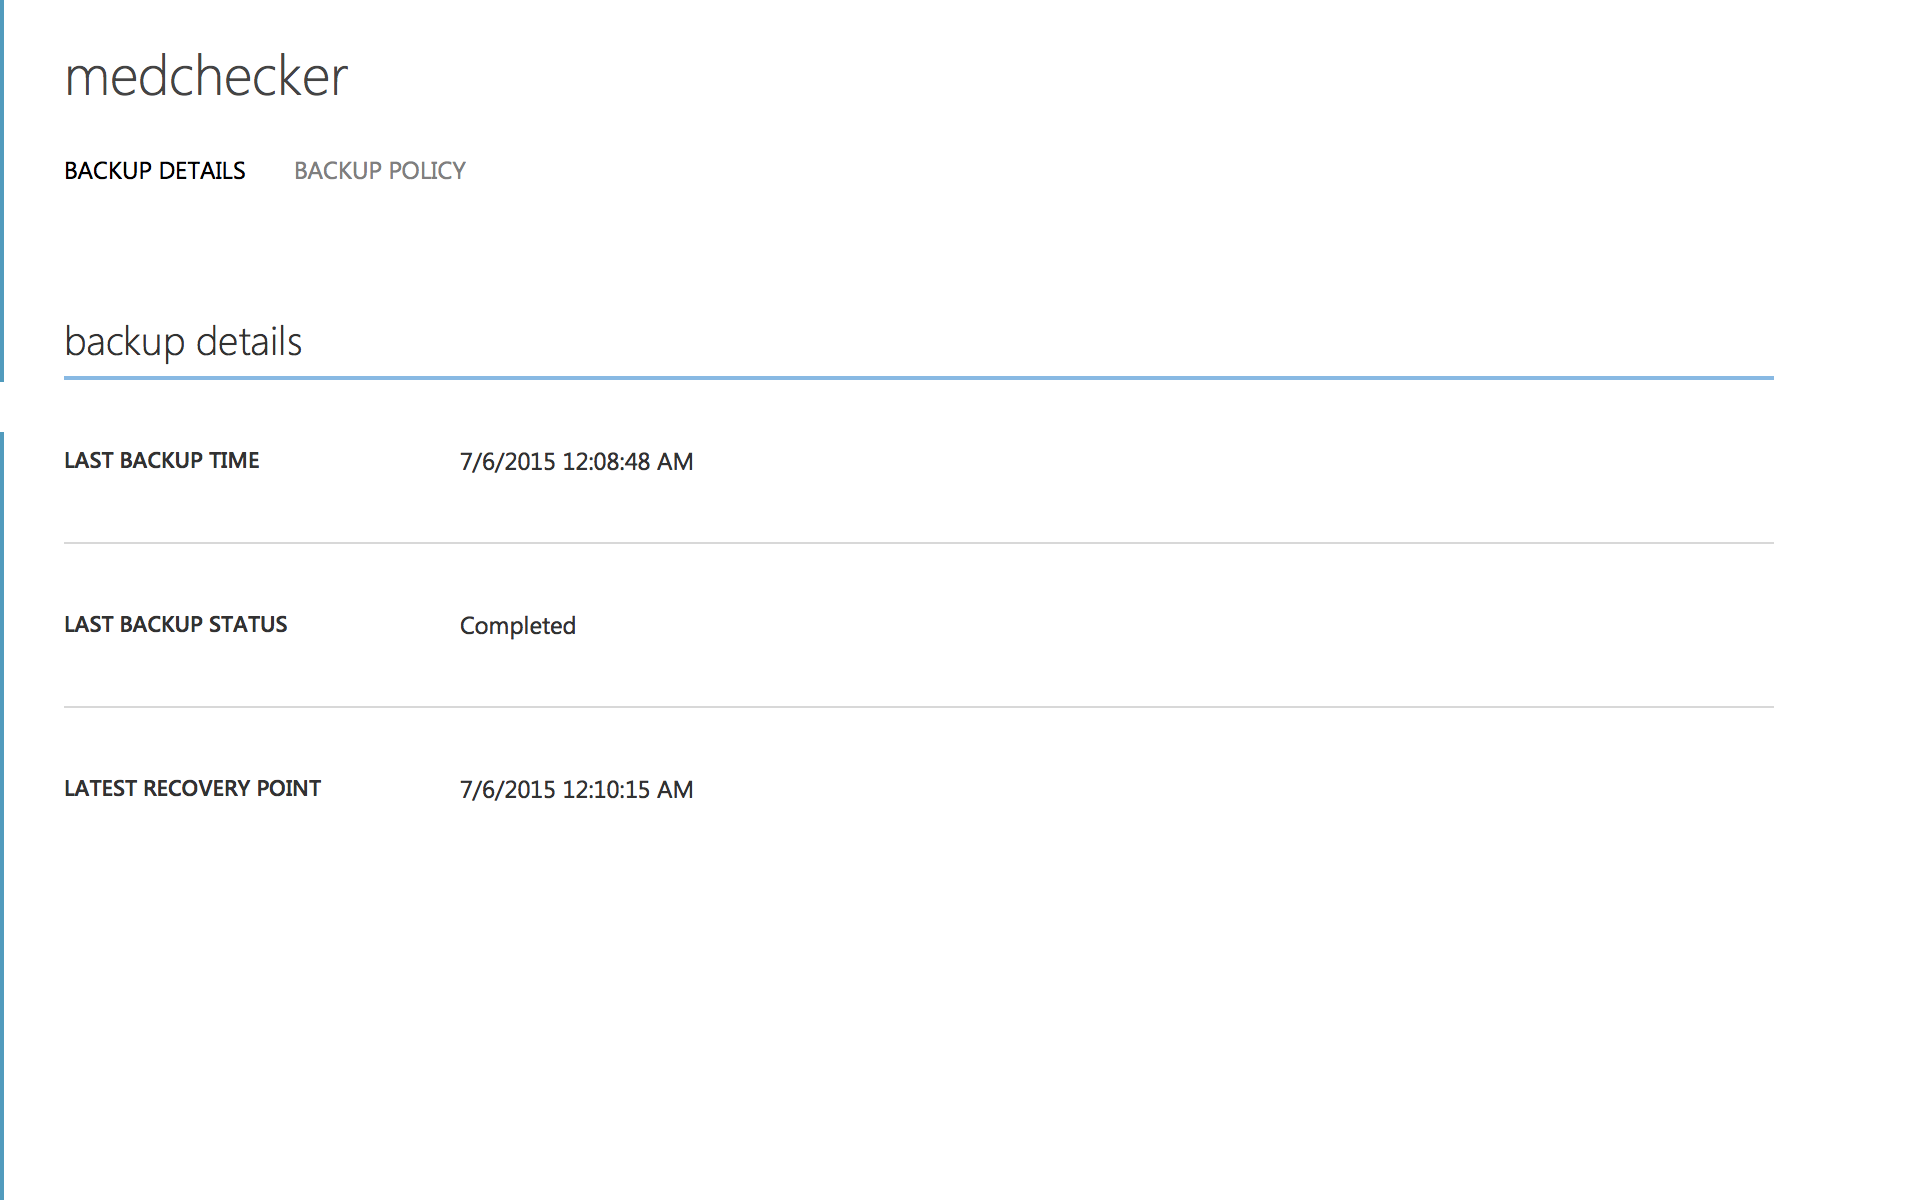 medchecker
BACKUP DETAILS BACKUP POLICY
backup details
LAST BACKUP TIME 7/6/2015 12:08:48 AM
LAST BACKUP STATUS Completed
LATEST RECOVERY POINT 7/6/2015 12:10:15 AM